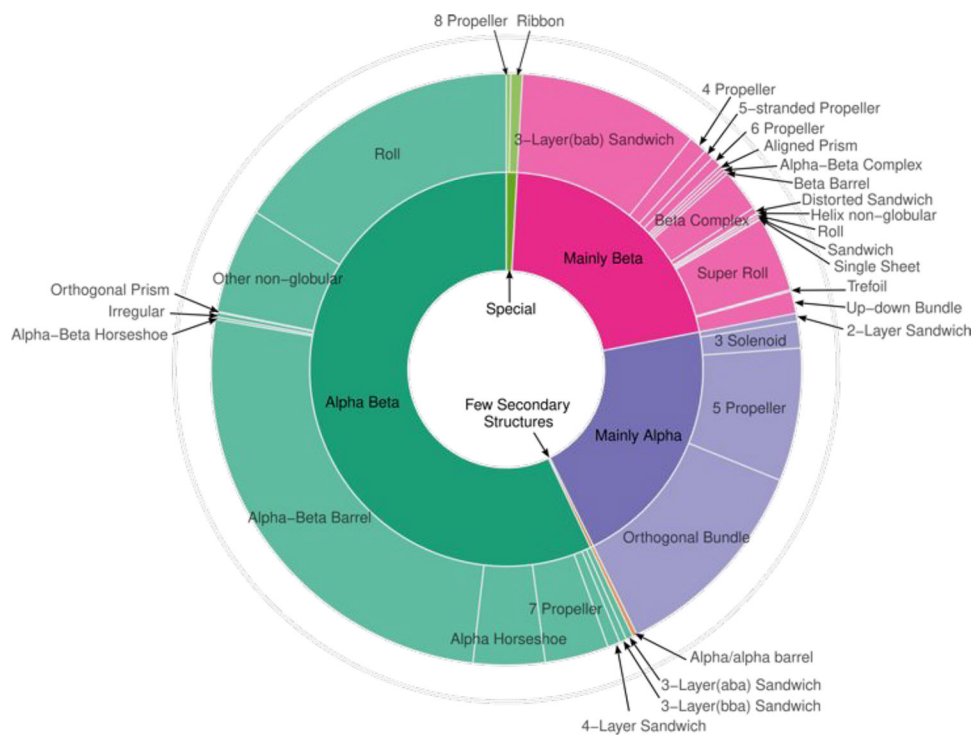 8 Propeller
Ribbon
4 Propeller
5-stranded Propeller
6 Propeller
Aligned Prism
Alpha-Beta Complex
Beta Barrel
Distorted Sandwich
Helix non-globular
Roll
Sandwich
Single Sheet
Trefoil
Up-down Bundle
2-Layer Sandwich
3-Layer(bab) Sandwich
Roll
Beta Complex
Mainly Beta
Super Roll
Other non-globular
Orthogonal Prism
Irregular
Alpha-Beta Horseshoe
Special
3 Solenoid
Alpha Beta
Few Secondary
Structures
5 Propeller
Mainly Alpha
Alpha-Beta Barrel
Orthogonal Bundle
7 Propeller
Alpha Horseshoe
Alpha/alpha barrel
3-Layer(aba) Sandwich
3-Layer(bba) Sandwich
4-Layer Sandwich